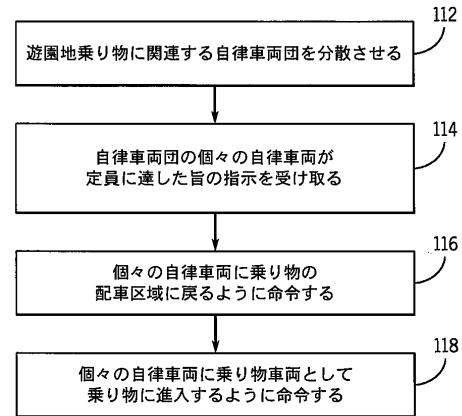 112
遊園地乗り物に関連する自律車両団を分散させる
114
自律車両団の個々の自律車両が
定員に達した旨の指示を受け取る
116
個々の自律車両に乗り物の
配車区域に戻るように命令する
118
個々の自律車両に乗り物車両として
乗り物に進入するように命令する